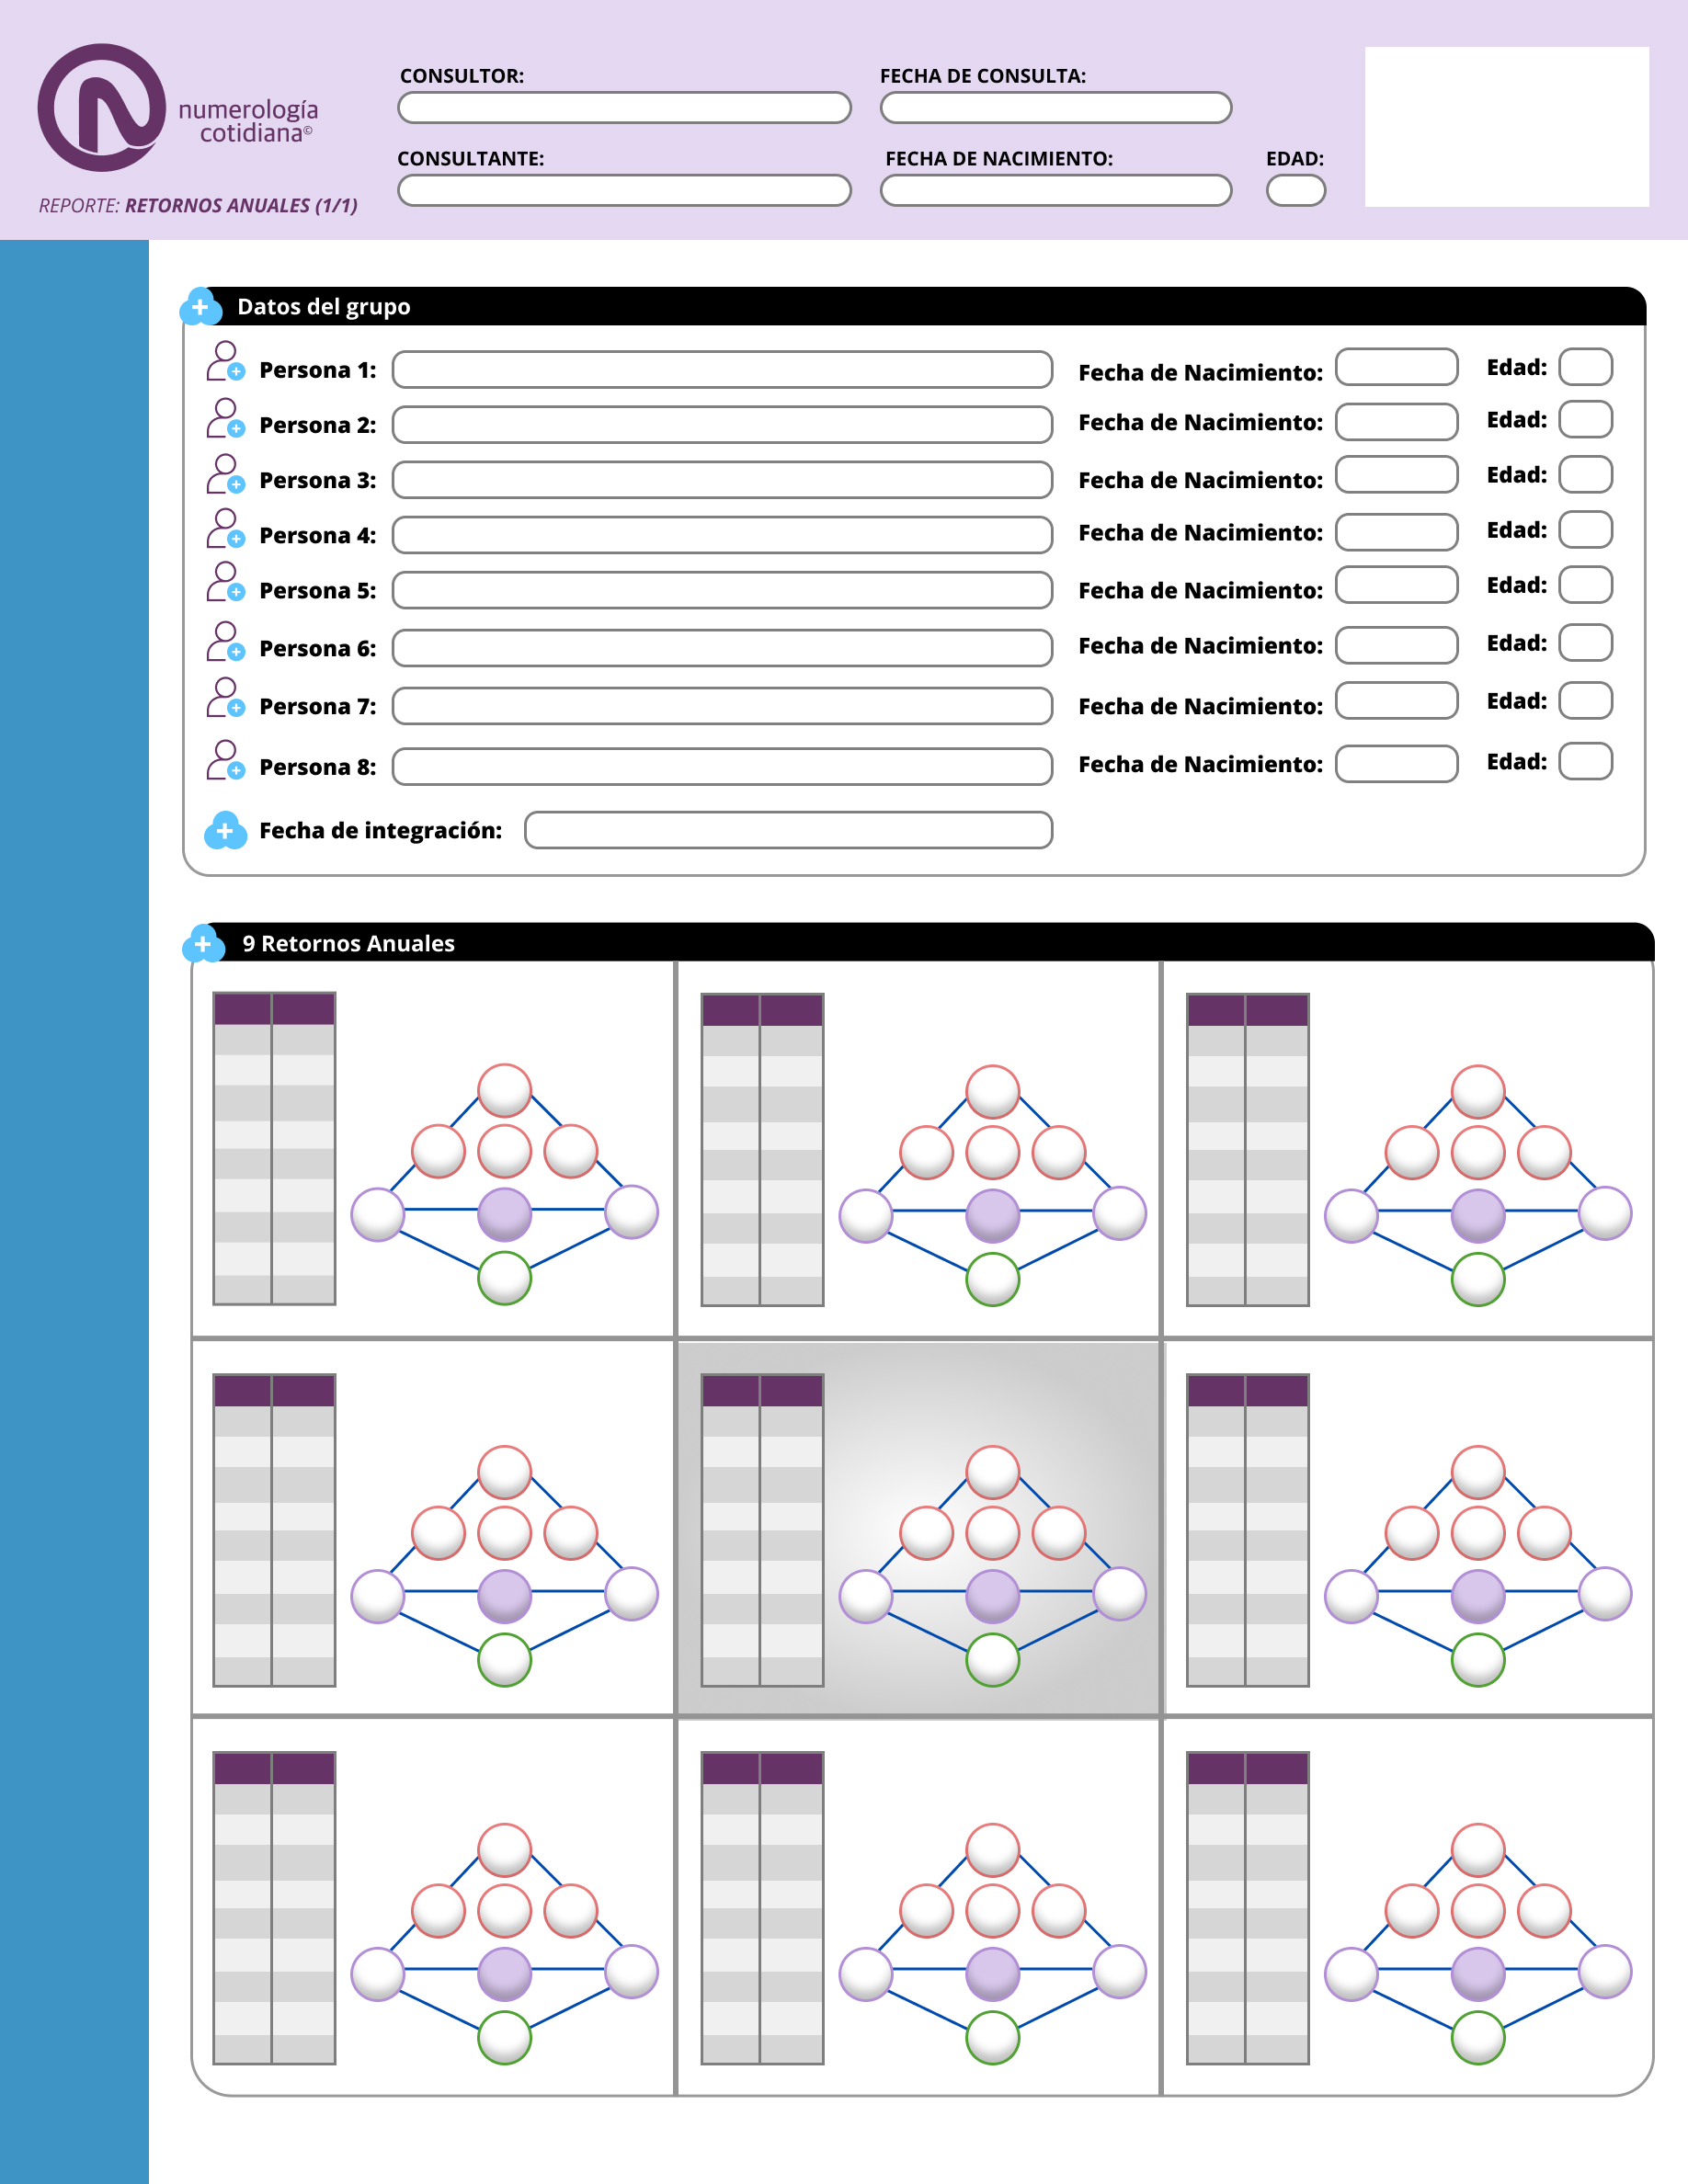 numerología
cotidiana©
REPORTE: RETORNOS ANUALES (1/1)
CONSULTOR:
FECHA DE CONSULTA:
CONSULTANTE:
FECHA DE NACIMIENTO:
EDAD:
Datos del grupo
Persona 1: Fecha de Nacimiento: Edad:
Persona 2: Fecha de Nacimiento: Edad:
Persona 3: Fecha de Nacimiento: Edad:
Persona 4: Fecha de Nacimiento: Edad:
Persona 5: Fecha de Nacimiento: Edad:
Persona 6: Fecha de Nacimiento: Edad:
Persona 7: Fecha de Nacimiento: Edad:
Persona 8: Fecha de Nacimiento: Edad:
Fecha de integración:
9 Retornos Anuales